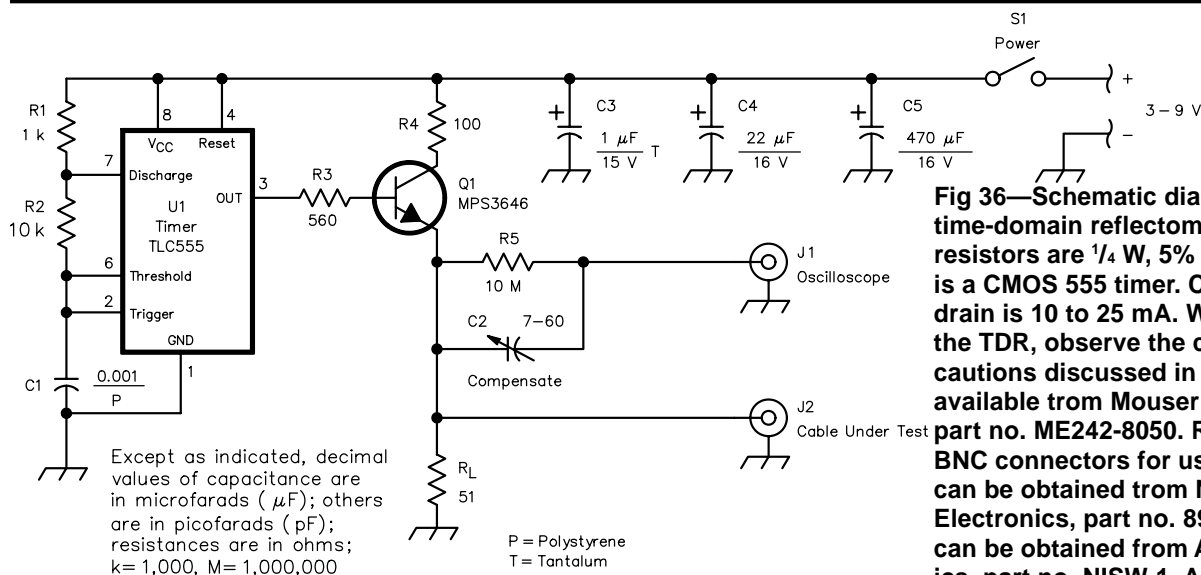 S1
Power
+
3–9 V
–
R1
1 k
R2
10 k
8
4
VCC
Reset
7
Discharge
U1
Timer
TLC555
OUT
3
6
Threshold
2
Trigger
GND
1
C1
0.001
P
R3
560
R4
100
Q1
MPS3646
C3
1 µF
15 V
T
+
C4
22 µF
16 V
+
C5
470 µF
16 V
+
R5
10 M
C2
7–60
Compensate
J1
Oscilloscope
J2
Cable Under Test
RL
51
Except as indicated, decimal
values of capacitance are
in microfarads ( µF); others
are in picofarads ( pF);
resistances are in ohms;
k= 1,000, M= 1,000,000
P = Polystyrene
T = Tantalum
Fig 36—Schematic dia
time-domain reflectom
resistors are 1/4 W, 5%
is a CMOS 555 timer. C
drain is 10 to 25 mA. W
the TDR, observe the c
cautions discussed in
available trom Mouser
part no. ME242-8050. R
BNC connectors for us
can be obtained trom N
Electronics, part no. 89
can be obtained from A
ics, part no. NISW-1. A